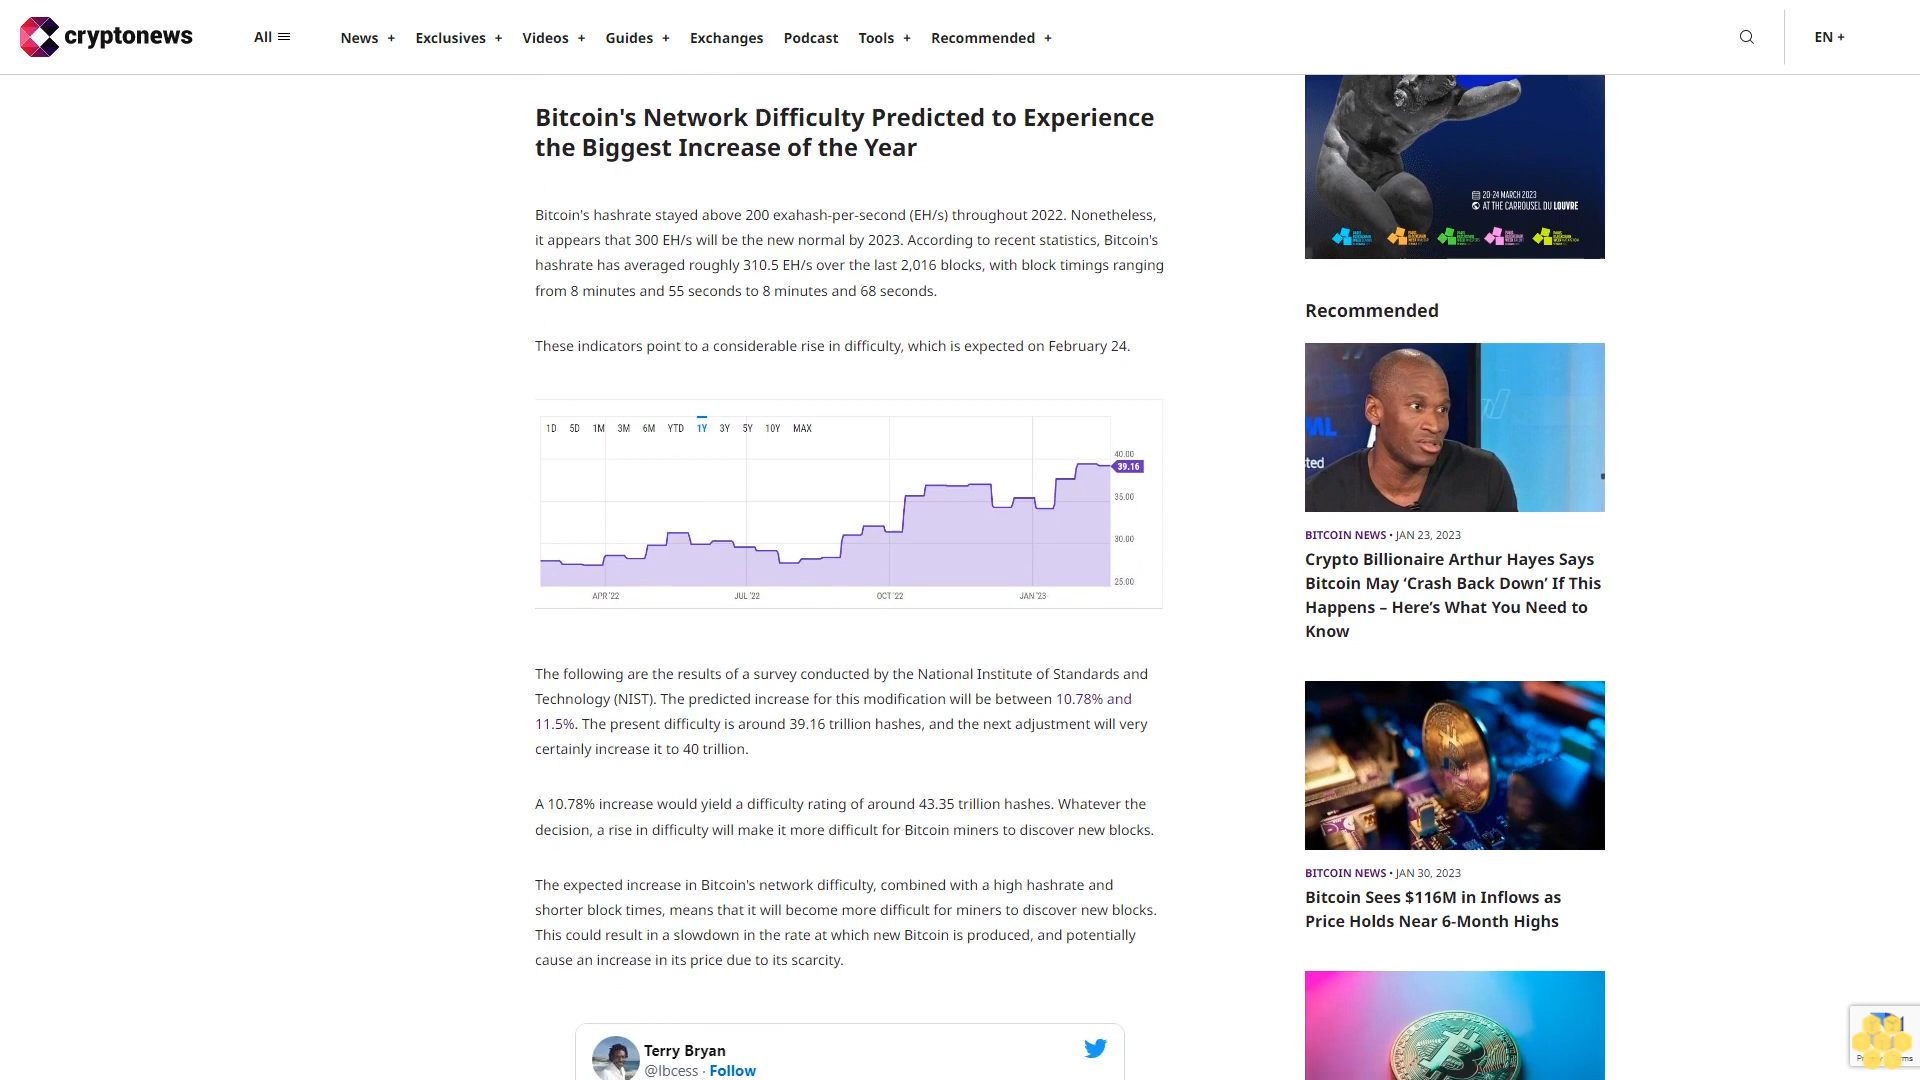 cryptonews
All
News +
Exclusives +
Videos +
Guides +
Exchanges
Podcast
Tools +
Recommended +
EN +
Bitcoin's Network Difficulty Predicted to Experience
the Biggest Increase of the Year
Bitcoin's hashrate stayed above 200 exahash-per-second (EH/s) throughout 2022. Nonetheless,
it appears that 300 EH/s will be the new normal by 2023. According to recent statistics, Bitcoin's
hashrate has averaged roughly 310.5 EH/s over the last 2,016 blocks, with block timings ranging
from 8 minutes and 55 seconds to 8 minutes and 68 seconds.
These indicators point to a considerable rise in difficulty, which is expected on February 24.
1D 5D 1M 3M 6M YTD 1Y 3Y 5Y 10Y MAX
40.00
39.16
35.00
30.00
25.00
APR '22
JUL '22
OCT '22
JAN '23
The following are the results of a survey conducted by the National Institute of Standards and
Technology (NIST). The predicted increase for this modification will be between 10.78% and
11.5%. The present difficulty is around 39.16 trillion hashes, and the next adjustment will very
certainly increase it to 40 trillion.
A 10.78% increase would yield a difficulty rating of around 43.35 trillion hashes. Whatever the
decision, a rise in difficulty will make it more difficult for Bitcoin miners to discover new blocks.
The expected increase in Bitcoin's network difficulty, combined with a high hashrate and
shorter block times, means that it will become more difficult for miners to discover new blocks.
This could result in a slowdown in the rate at which new Bitcoin is produced, and potentially
cause an increase in its price due to its scarcity.
Terry Bryan
@lbcess · Follow
20-24 MARCH 2023
AT THE CARROUSEL DU LOUVRE
Recommended
BITCOIN NEWS • JAN 23, 2023
Crypto Billionaire Arthur Hayes Says
Bitcoin May ‘Crash Back Down’ If This
Happens – Here’s What You Need to
Know
BITCOIN NEWS • JAN 30, 2023
Bitcoin Sees $116M in Inflows as
Price Holds Near 6-Month Highs